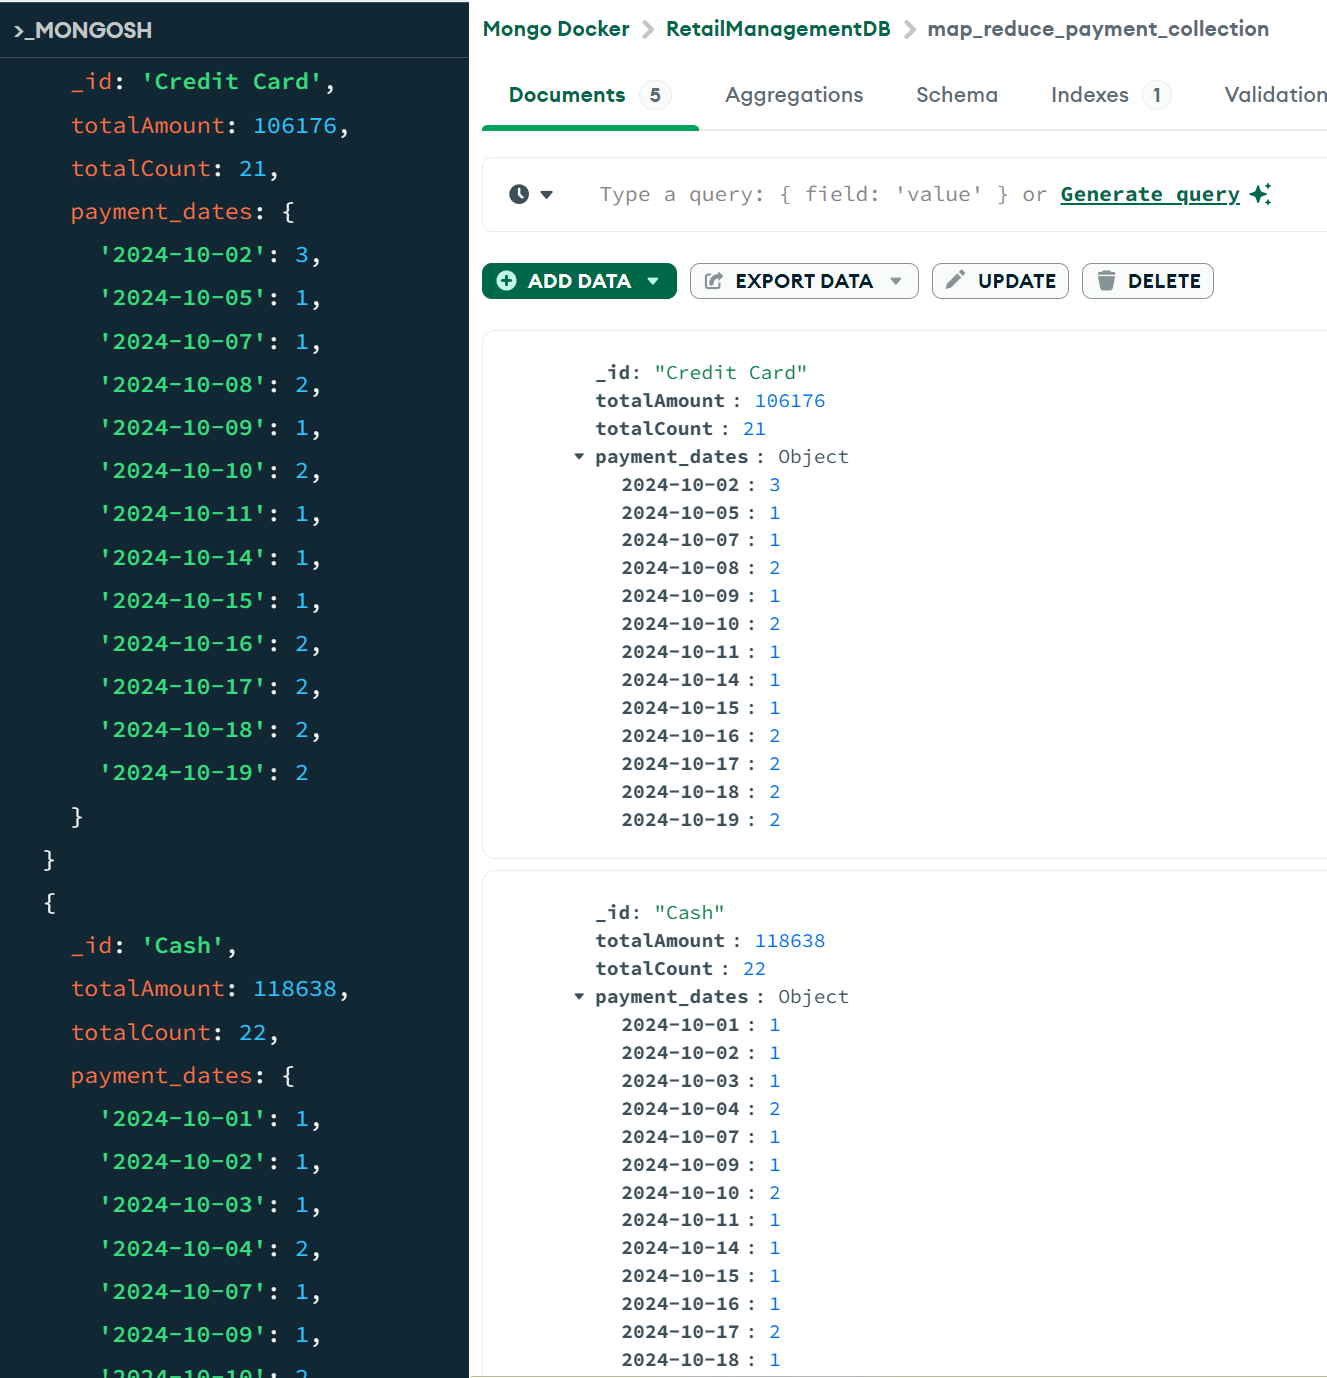 >_MONGOSH
_id: 'Credit Card',
totalAmount: 106176,
totalCount: 21,
payment_dates: {
'2024-10-02': 3,
'2024-10-05': 1,
'2024-10-07': 1,
'2024-10-08': 2,
'2024-10-09': 1,
'2024-10-10': 2,
'2024-10-11': 1,
'2024-10-14': 1,
'2024-10-15': 1,
'2024-10-16': 2,
'2024-10-17': 2,
'2024-10-18': 2,
'2024-10-19': 2
}
}
{
_id: 'Cash',
totalAmount: 118638,
totalCount: 22,
payment_dates: {
'2024-10-01': 1,
'2024-10-02': 1,
'2024-10-03': 1,
'2024-10-04': 2,
'2024-10-07': 1,
'2024-10-09': 1,
'2024-10-10': 2
Mongo Docker > RetailManagementDB > map_reduce_payment_collection
Documents 5 Aggregations Schema Indexes 1 Validation
Type a query: { field: 'value' } or Generate query
ADD DATA EXPORT DATA UPDATE DELETE
_id: "Credit Card"
totalAmount : 106176
totalCount : 21
payment_dates : Object
2024-10-02 : 3
2024-10-05 : 1
2024-10-07 : 1
2024-10-08 : 2
2024-10-09 : 1
2024-10-10 : 2
2024-10-11 : 1
2024-10-14 : 1
2024-10-15 : 1
2024-10-16 : 2
2024-10-17 : 2
2024-10-18 : 2
2024-10-19 : 2
_id: "Cash"
totalAmount : 118638
totalCount : 22
payment_dates : Object
2024-10-01 : 1
2024-10-02 : 1
2024-10-03 : 1
2024-10-04 : 2
2024-10-07 : 1
2024-10-09 : 1
2024-10-10 : 2
2024-10-11 : 1
2024-10-14 : 1
2024-10-15 : 1
2024-10-16 : 1
2024-10-17 : 2
2024-10-18 : 1